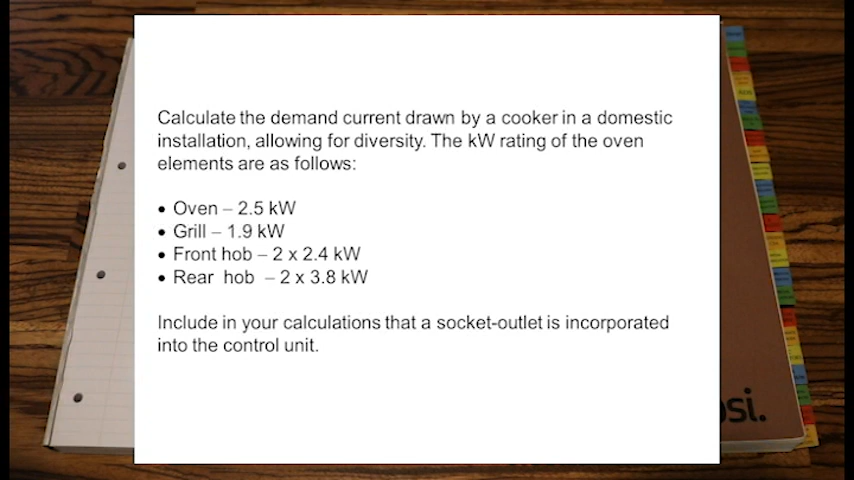 Calculate the demand current drawn by a cooker in a domestic
installation, allowing for diversity. The kW rating of the oven
elements are as follows:
• Oven – 2.5 kW
• Grill – 1.9 kW
• Front hob – 2 x 2.4 kW
• Rear hob – 2 x 3.8 kW
Include in your calculations that a socket-outlet is incorporated
into the control unit.